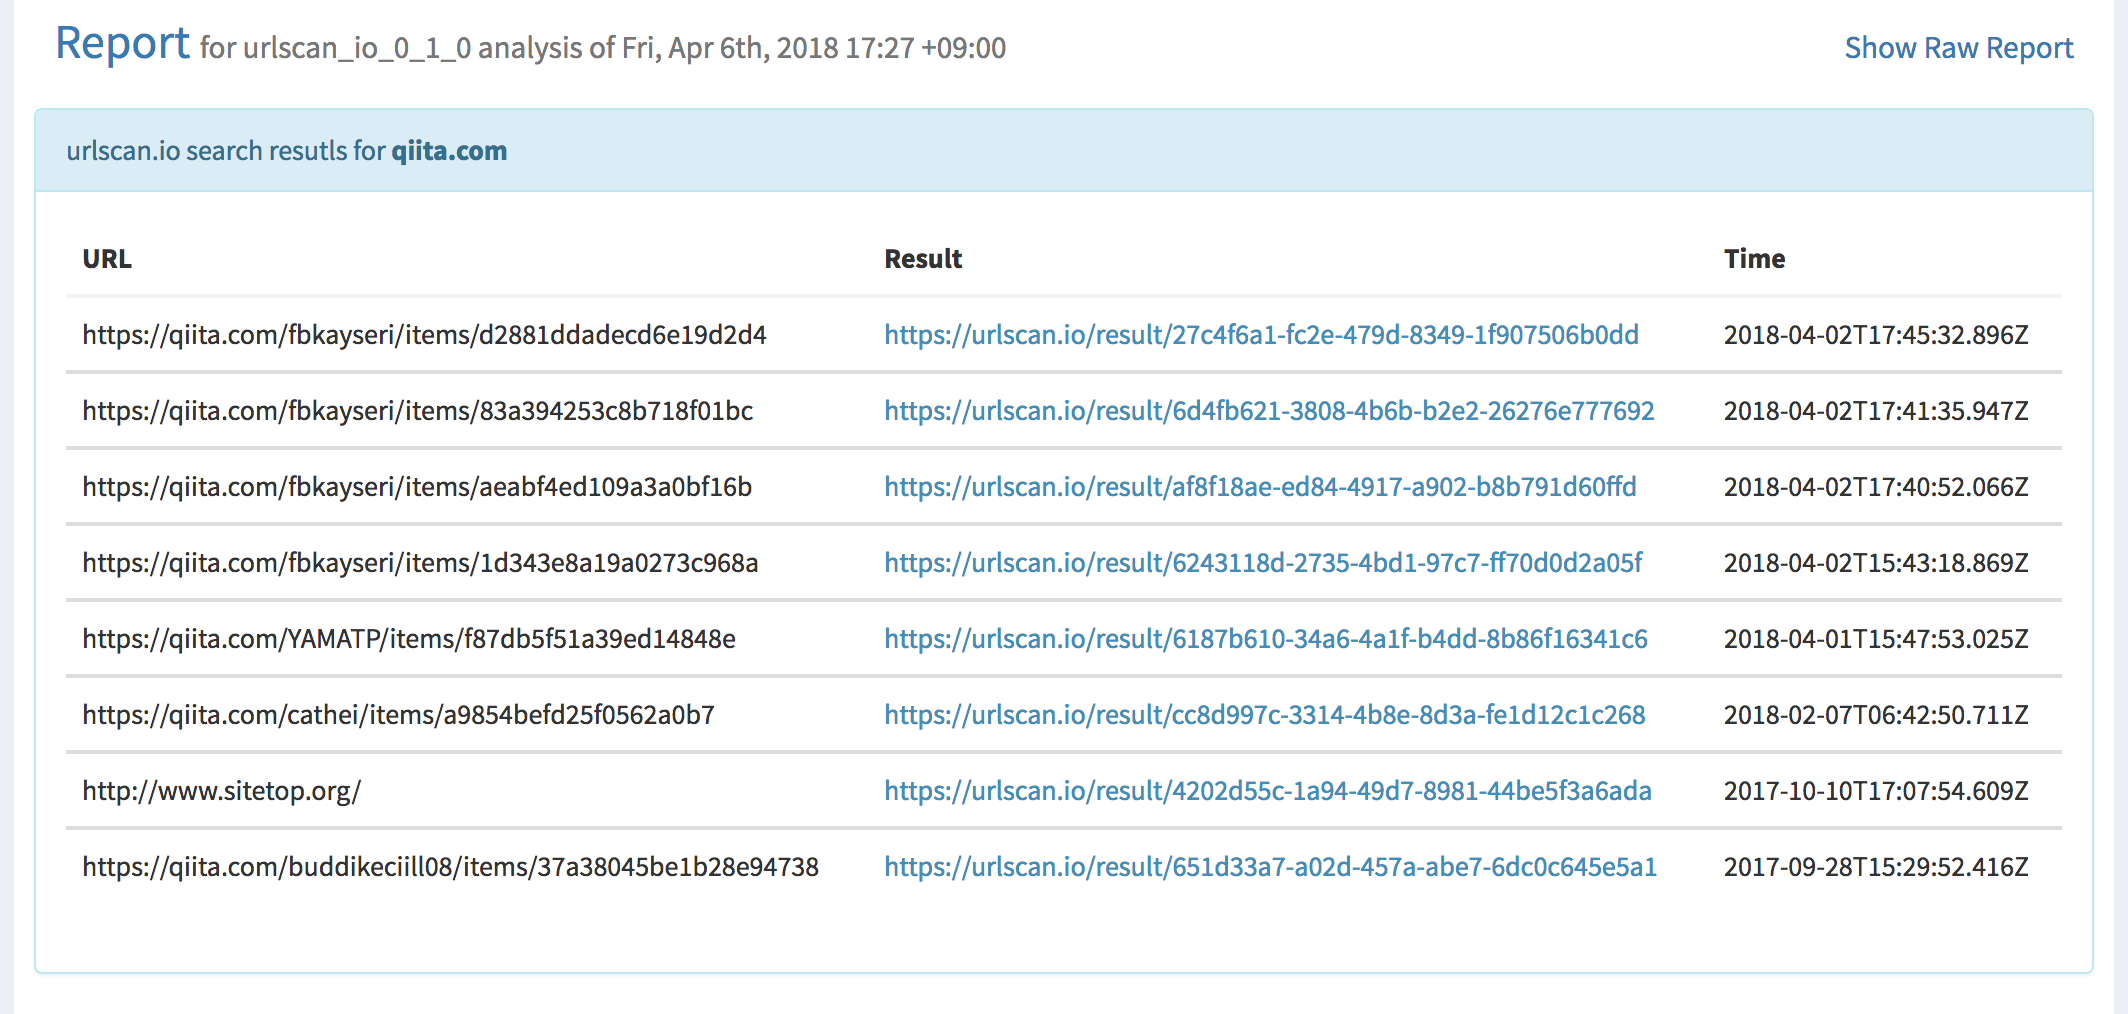 Report for urlscan_io_0_1_0 analysis of Fri, Apr 6th, 2018 17:27 +09:00 Show Raw Report
urlscan.io search resutls for qiita.com
URL Result Time
https://qiita.com/fbkayseri/items/d2881ddadecd6e19d2d4 https://urlscan.io/result/27c4f6a1-fc2e-479d-8349-1f907506b0dd 2018-04-02T17:45:32.896Z
https://qiita.com/fbkayseri/items/83a394253c8b718f01bc https://urlscan.io/result/6d4fb621-3808-4b6b-b2e2-26276e777692 2018-04-02T17:41:35.947Z
https://qiita.com/fbkayseri/items/aeabf4ed109a3a0bf16b https://urlscan.io/result/af8f18ae-ed84-4917-a902-b8b791d60ffd 2018-04-02T17:40:52.066Z
https://qiita.com/fbkayseri/items/1d343e8a19a0273c968a https://urlscan.io/result/6243118d-2735-4bd1-97c7-ff70d0d2a05f 2018-04-02T15:43:18.869Z
https://qiita.com/YAMATP/items/f87db5f51a39ed14848e https://urlscan.io/result/6187b610-34a6-4a1f-b4dd-8b86f16341c6 2018-04-01T15:47:53.025Z
https://qiita.com/cathei/items/a9854befd25f0562a0b7 https://urlscan.io/result/cc8d997c-3314-4b8e-8d3a-fe1d12c1c268 2018-02-07T06:42:50.711Z
http://www.sitetop.org/ https://urlscan.io/result/4202d55c-1a94-49d7-8981-44be5f3a6ada 2017-10-10T17:07:54.609Z
https://qiita.com/buddikeciill08/items/37a38045be1b28e94738 https://urlscan.io/result/651d33a7-a02d-457a-abe7-6dc0c645e5a1 2017-09-28T15:29:52.416Z